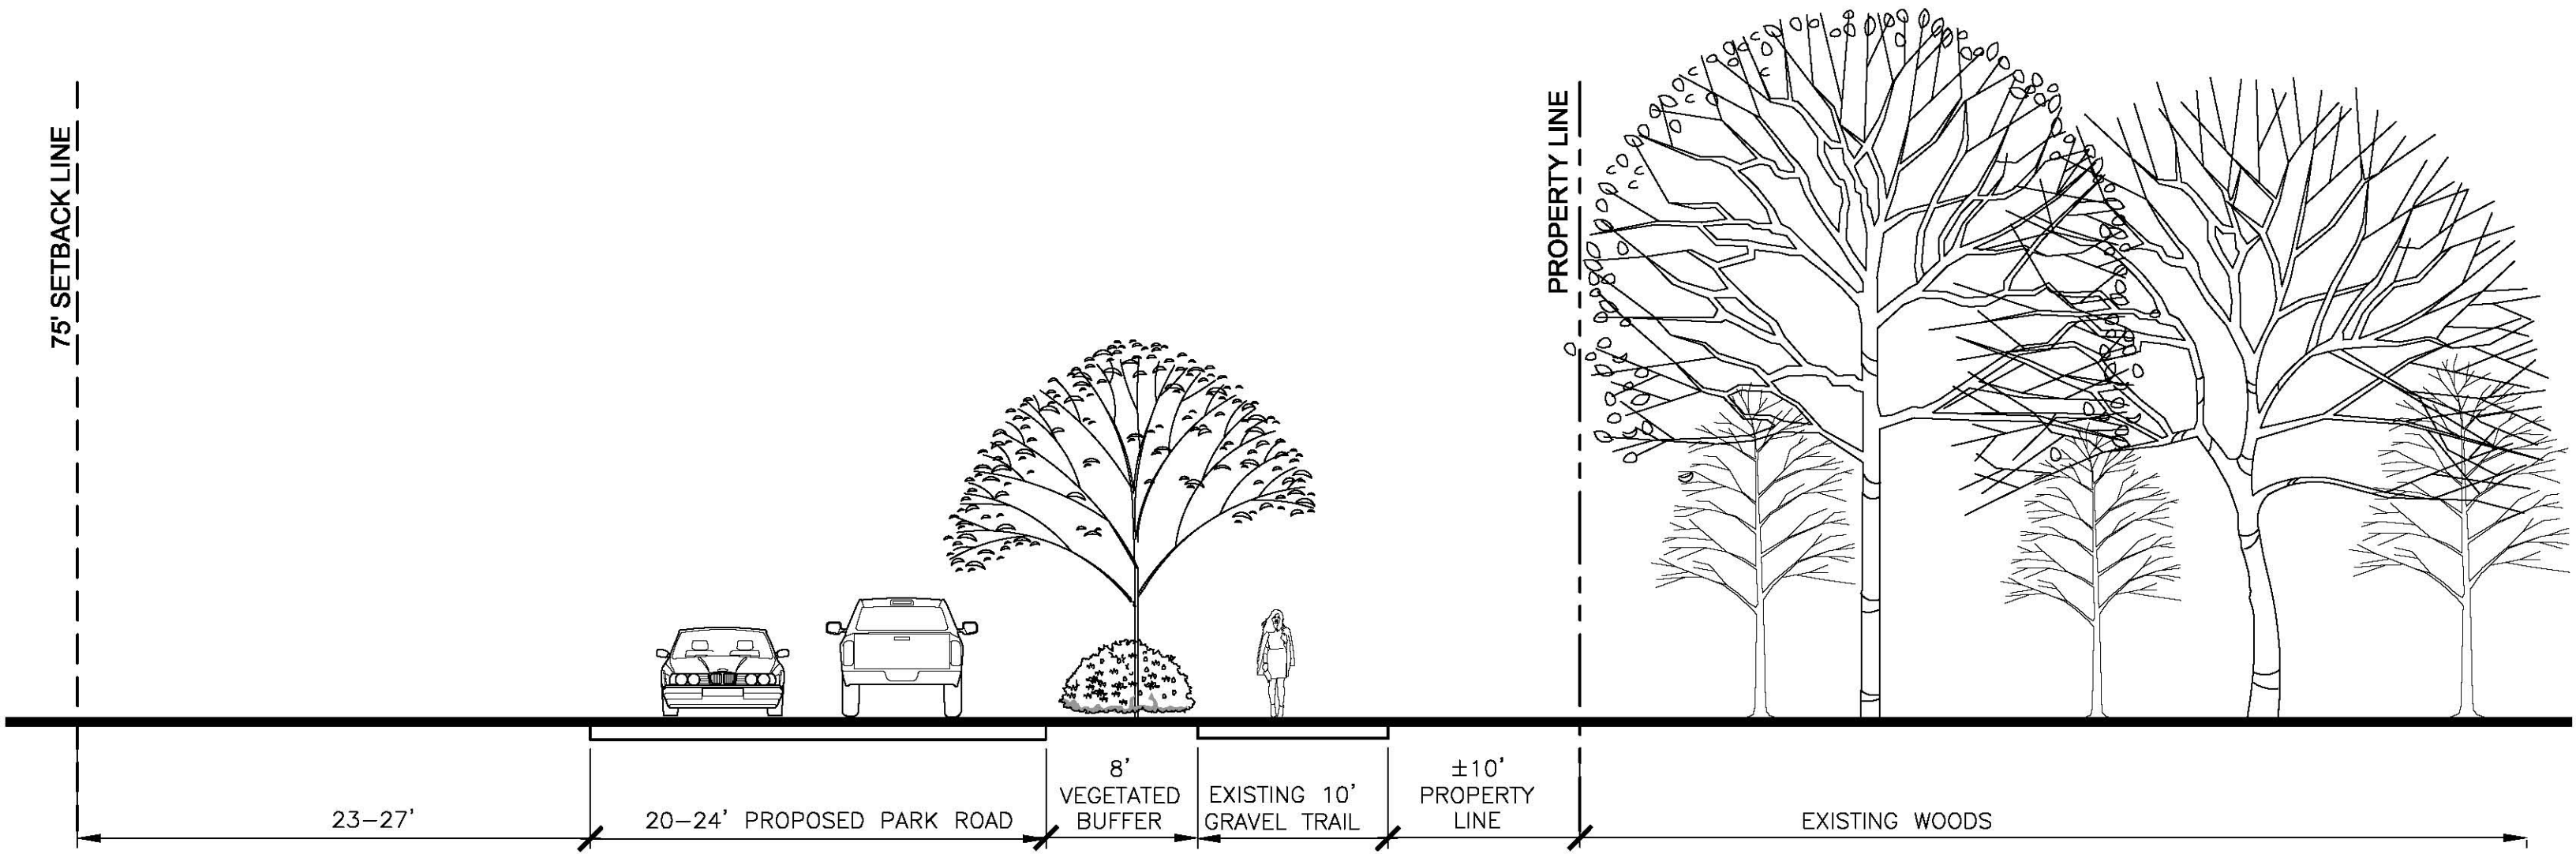 75' SETBACK LINE
PROPERTY LINE
23–27'
20–24' PROPOSED PARK ROAD
8'
VEGETATED
BUFFER
EXISTING 10'
GRAVEL TRAIL
±10'
PROPERTY
LINE
EXISTING WOODS